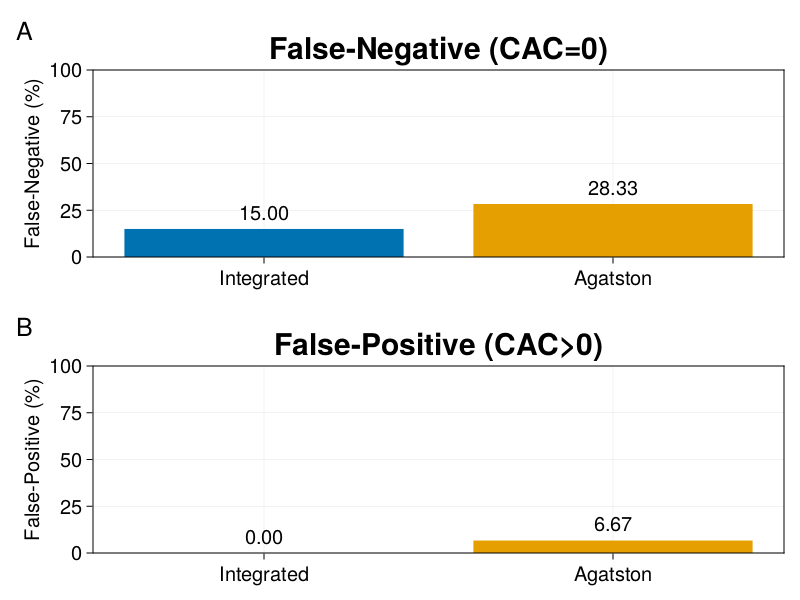 A
False-Negative (CAC=0)
False-Negative (%)
100
75
50
25
0
15.00
28.33
Integrated
Agatston
B
False-Positive (CAC>0)
False-Positive (%)
100
75
50
25
0
0.00
6.67
Integrated
Agatston